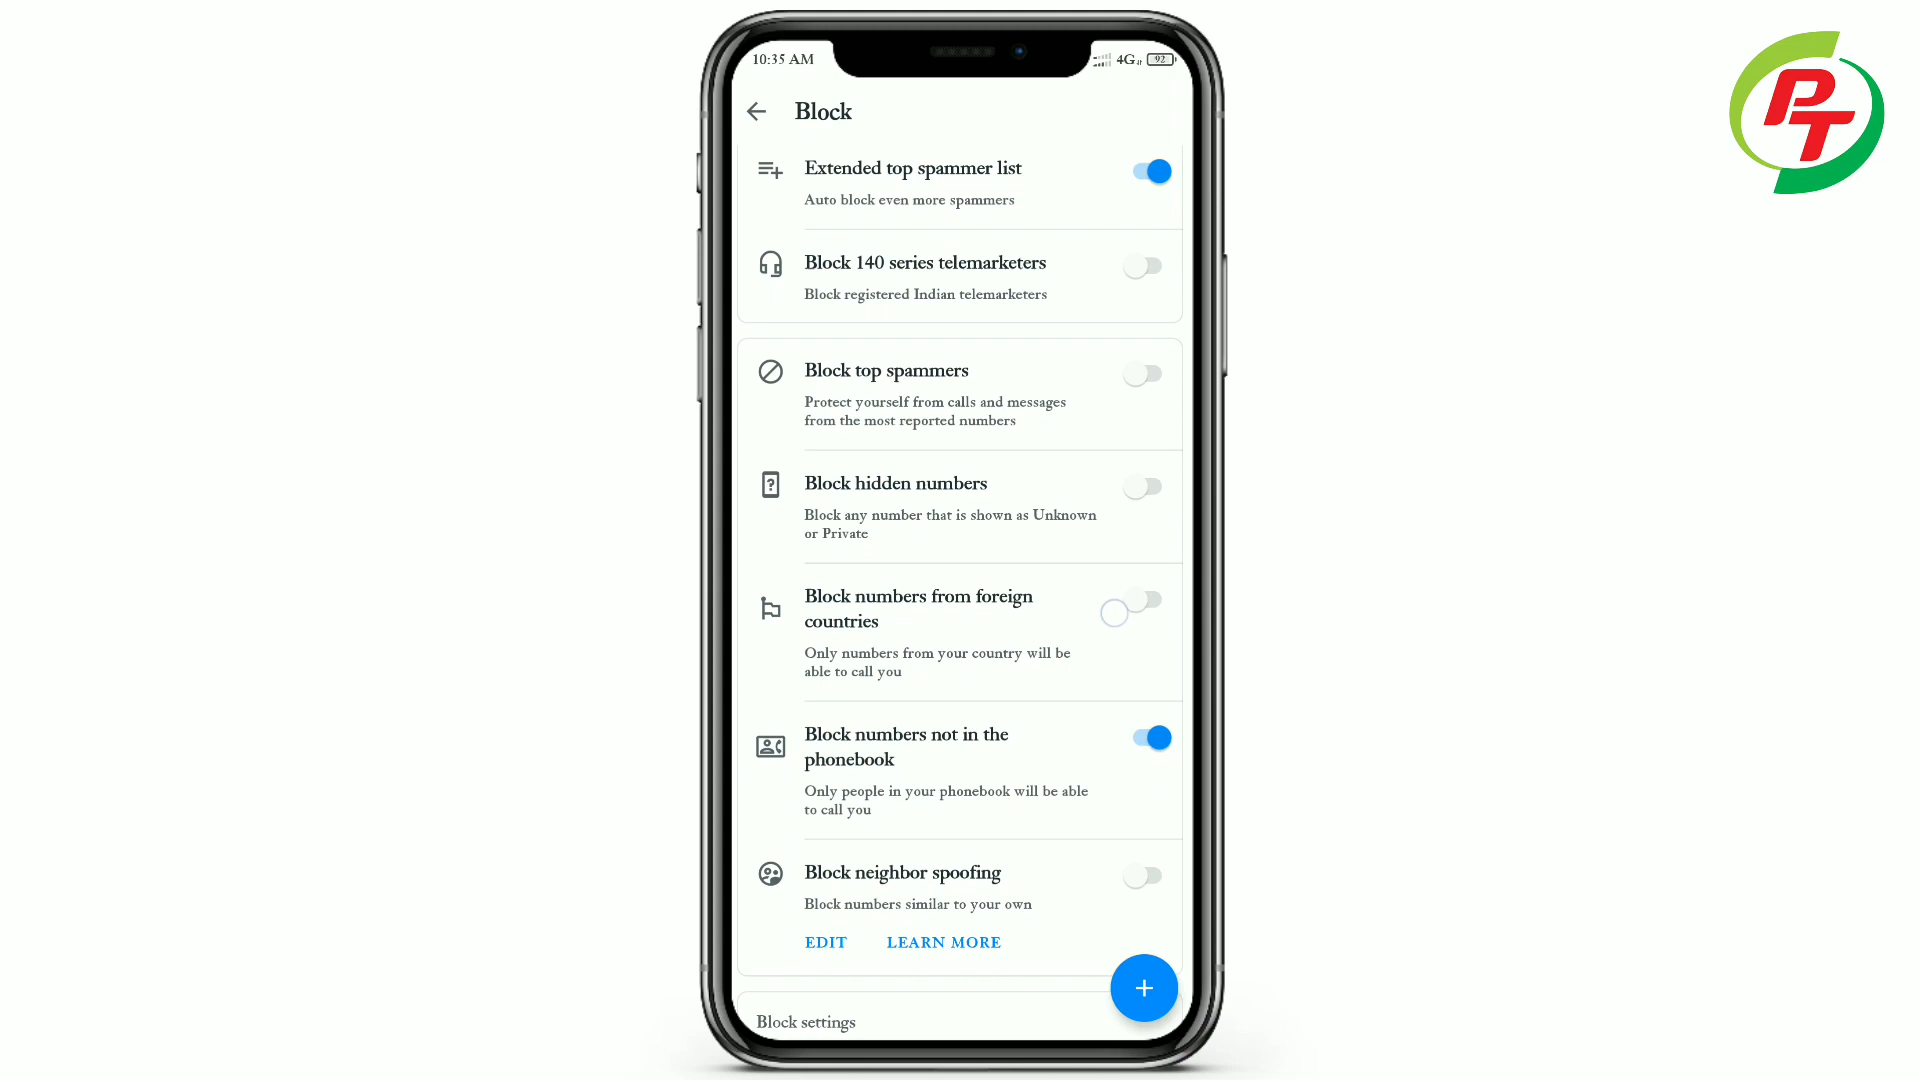 10:35 AM
4G
92
PT
Block
Extended top spammer list
Auto block even more spammers
Block 140 series telemarketers
Block registered Indian telemarketers
Block top spammers
Protect yourself from calls and messages
from the most reported numbers
Block hidden numbers
Block any number that is shown as Unknown
or Private
Block numbers from foreign
countries
Only numbers from your country will be
able to call you
Block numbers not in the
phonebook
Only people in your phonebook will be able
to call you
Block neighbor spoofing
Block numbers similar to your own
EDIT LEARN MORE
Block settings